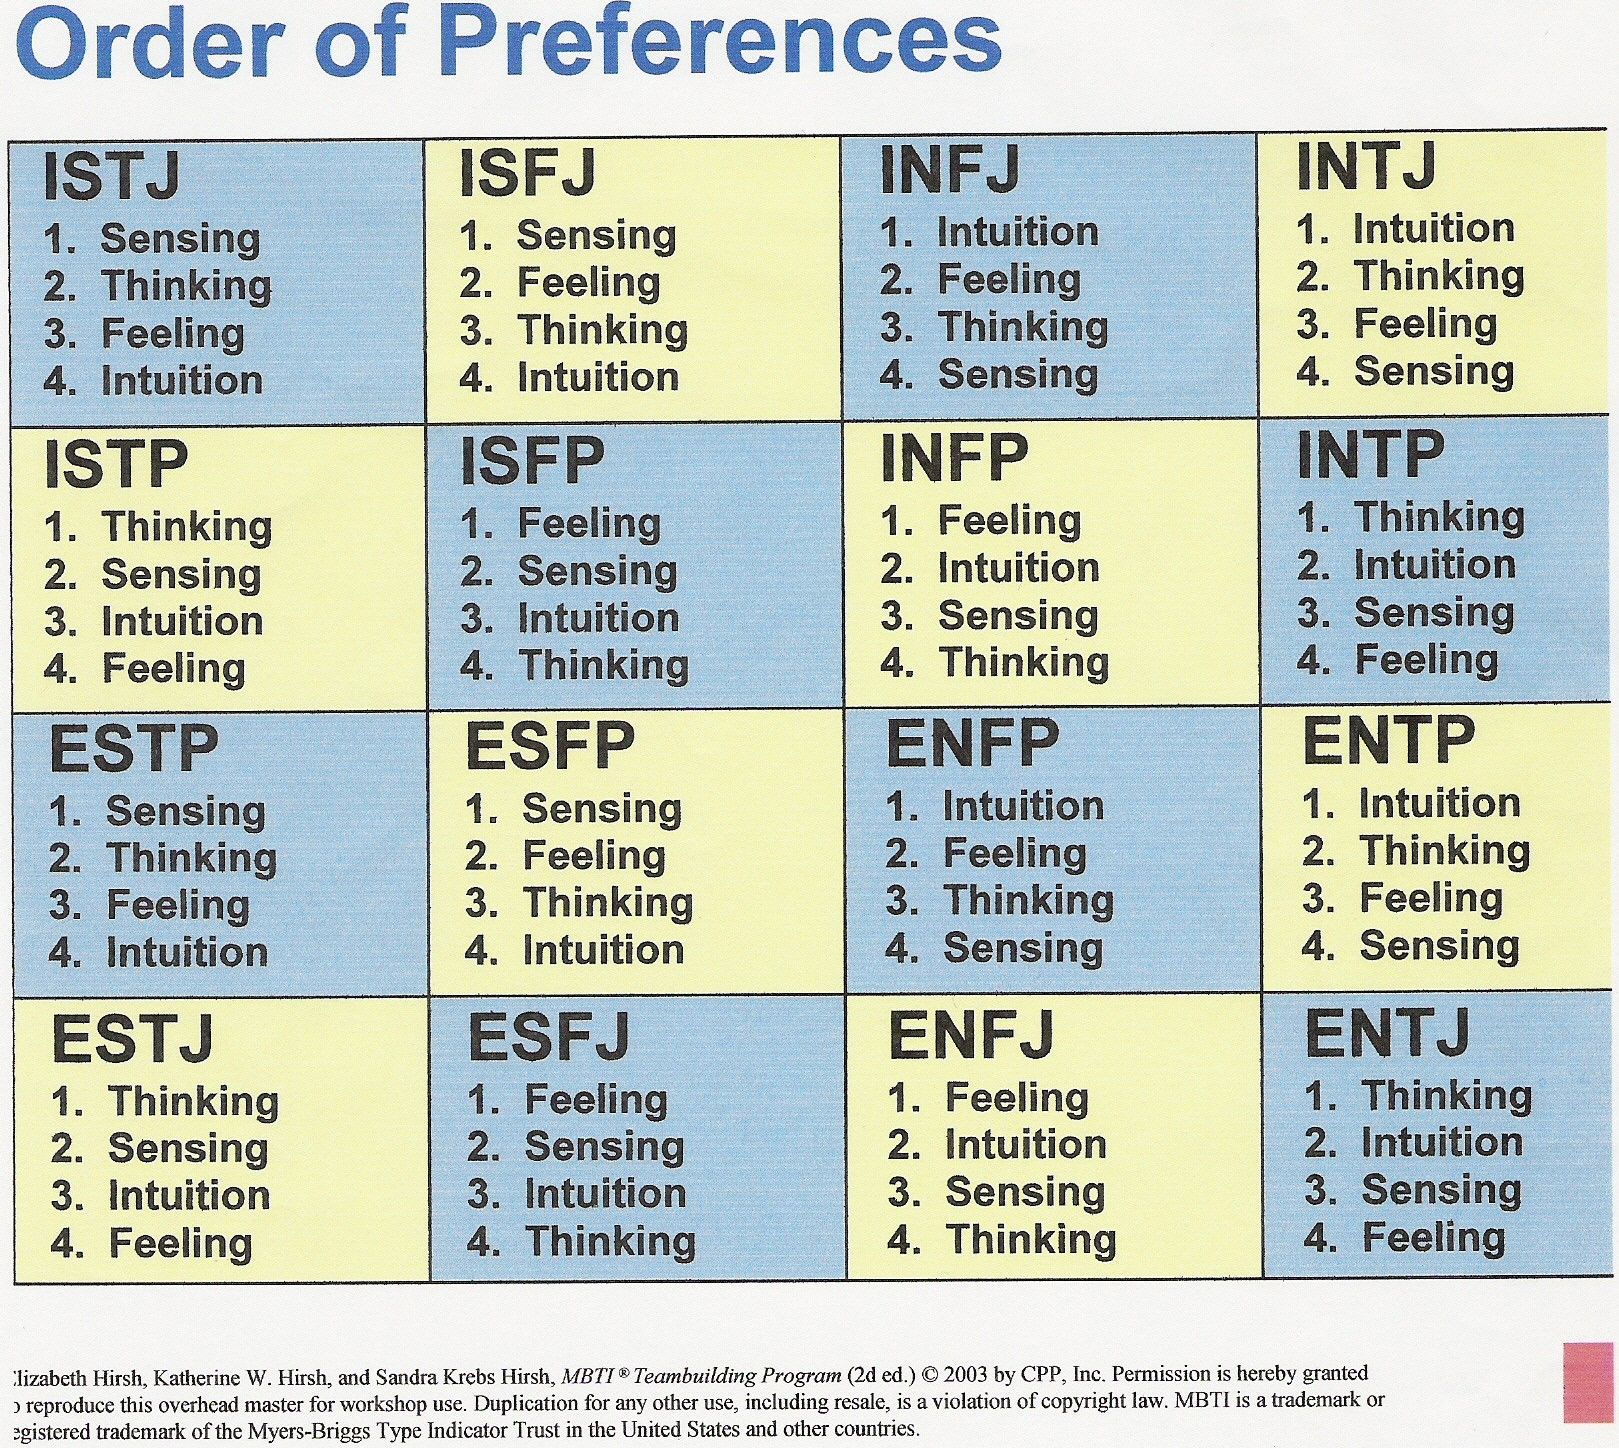 Order of Preferences
ISTJ
1. Sensing
2. Thinking
3. Feeling
4. Intuition
ISFJ
1. Sensing
2. Feeling
3. Thinking
4. Intuition
INFJ
1. Intuition
2. Feeling
3. Thinking
4. Sensing
INTJ
1. Intuition
2. Thinking
3. Feeling
4. Sensing
ISTP
1. Thinking
2. Sensing
3. Intuition
4. Feeling
ISFP
1. Feeling
2. Sensing
3. Intuition
4. Thinking
INFP
1. Feeling
2. Intuition
3. Sensing
4. Thinking
INTP
1. Thinking
2. Intuition
3. Sensing
4. Feeling
ESTP
1. Sensing
2. Thinking
3. Feeling
4. Intuition
ESFP
1. Sensing
2. Feeling
3. Thinking
4. Intuition
ENFP
1. Intuition
2. Feeling
3. Thinking
4. Sensing
ENTP
1. Intuition
2. Thinking
3. Feeling
4. Sensing
ESTJ
1. Thinking
2. Sensing
3. Intuition
4. Feeling
ESFJ
1. Feeling
2. Sensing
3. Intuition
4. Thinking
ENFJ
1. Feeling
2. Intuition
3. Sensing
4. Thinking
ENTJ
1. Thinking
2. Intuition
3. Sensing
4. Feeling
lizabeth Hirsh, Katherine W. Hirsh, and Sandra Krebs Hirsh, MBTI® Teambuilding Program (2d ed.) © 2003 by CPP, Inc. Permission is hereby granted
reproduce this overhead master for workshop use. Duplication for any other use, including resale, is a violation of copyright law. MBTI is a trademark or
gistered trademark of the Myers-Briggs Type Indicator Trust in the United States and other countries.